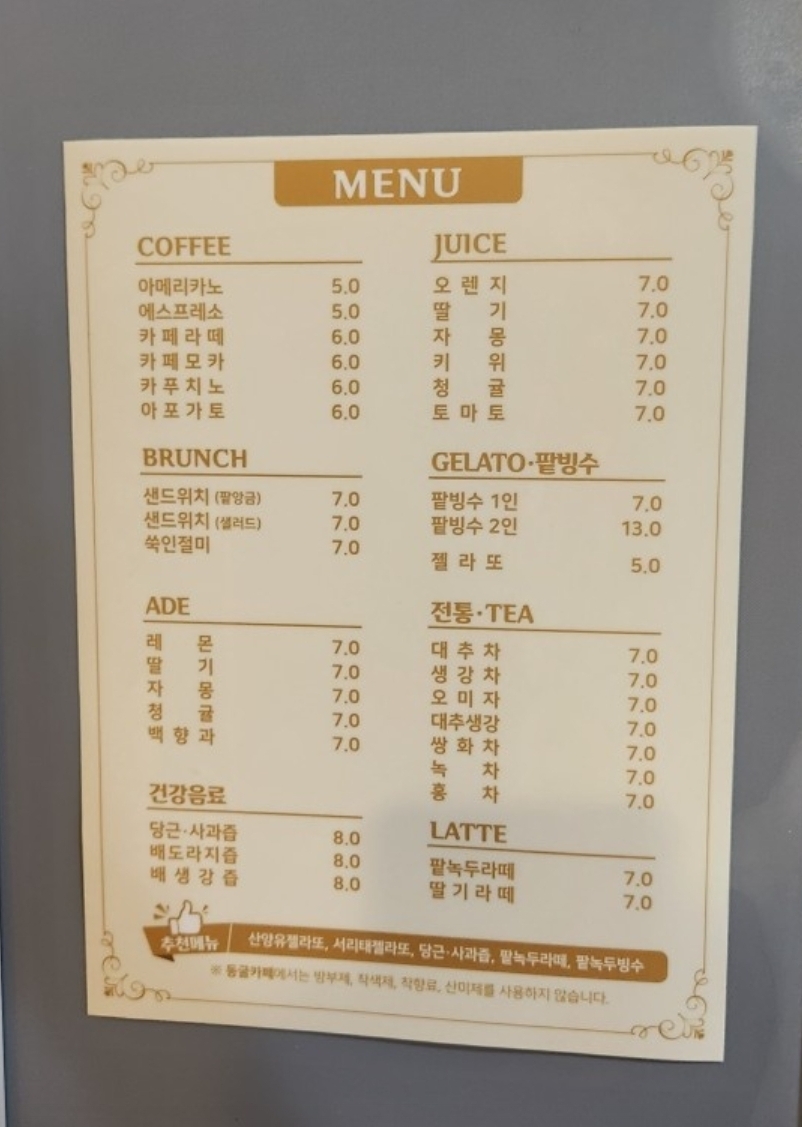 MENU
COFFEE
아메리카노 5.0
에스프레소 5.0
카페라떼 6.0
카페모카 6.0
카푸치노 6.0
아포가토 6.0
BRUNCH
샌드위치 (팥앙금) 7.0
샌드위치 (샐러드) 7.0
쑥인절미 7.0
ADE
레몬 7.0
딸기 7.0
자몽 7.0
청귤 7.0
백향과 7.0
건강음료
당근·사과즙 8.0
배도라지즙 8.0
배생강즙 8.0
JUICE
오렌지 7.0
딸기 7.0
자몽 7.0
키위 7.0
청귤 7.0
토마토 7.0
GELATO·팥빙수
팥빙수 1인 7.0
팥빙수 2인 13.0
젤라또 5.0
전통·TEA
대추차 7.0
생강차 7.0
오미자 7.0
대추생강 7.0
쌍화차 7.0
녹차 7.0
홍차 7.0
LATTE
팥녹두라떼 7.0
딸기라떼 7.0
추천메뉴 산양유젤라또, 서리태젤라또, 당근·사과즙, 팥녹두라떼, 팥녹두빙수
※ 동굴카페에서는 방부제, 착색제, 착향료, 산미제를 사용하지 않습니다.